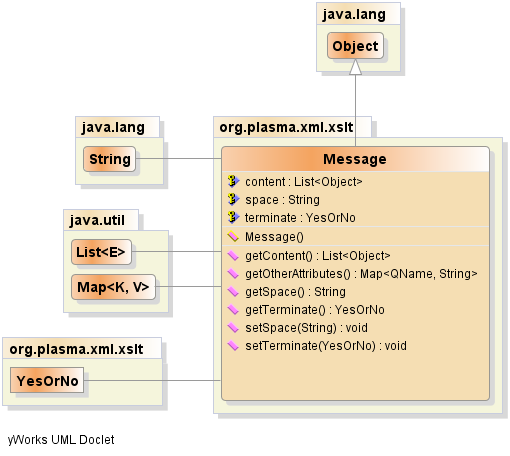 java.lang
Object
java.lang
String
java.util
List<E>
Map<K, V>
org.plasma.xml.xslt
YesOrNo
org.plasma.xml.xslt
Message
content : List<Object>
space : String
terminate : YesOrNo
Message()
getContent() : List<Object>
getOtherAttributes() : Map<QName, String>
getSpace() : String
getTerminate() : YesOrNo
setSpace(String) : void
setTerminate(YesOrNo) : void
yWorks UML Doclet